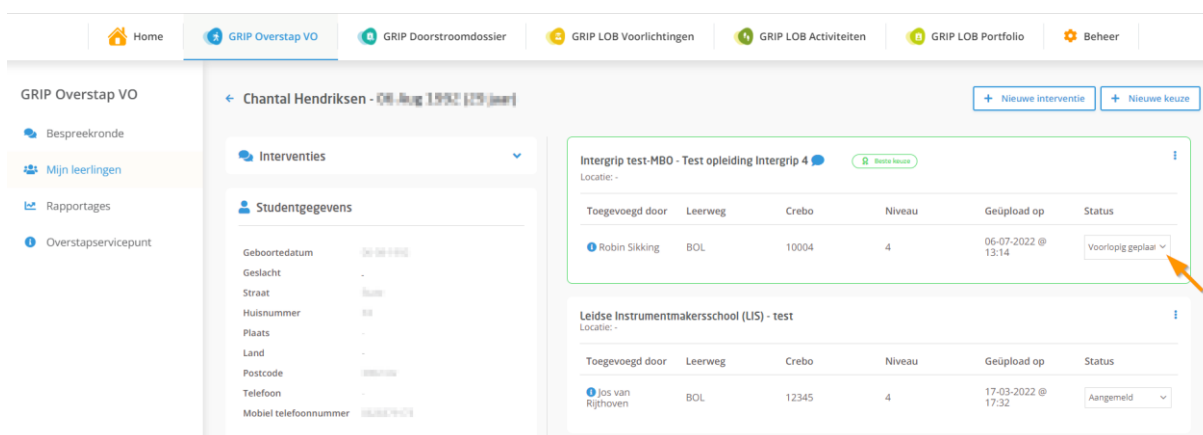 Home
GRIP Overstap VO
GRIP Doorstroomdossier
GRIP LOB Voorlichtingen
GRIP LOB Activiteiten
GRIP LOB Portfolio
Beheer
GRIP Overstap VO
Bespreekronde
Mijn leerlingen
Rapportages
Overstapservicepunt
Chantal Hendriksen -
+ Nieuwe interventie
+ Nieuwe keuze
Interventies
Studentgegevens
Geboortedatum
Geslacht -
Straat
Huisnummer
Plaats -
Land -
Postcode
Telefoon -
Mobiel telefoonnummer
Intergrip test-MBO - Test opleiding Intergrip 4
Beste keuze
Locatie: -
Toegevoegd door Leerweg Crebo Niveau Geüpload op Status
Robin Sikking BOL 10004 4 06-07-2022 @ Voorlopig geplaat
13:14
Leidse Instrumentmakersschool (LIS) - test
Locatie: -
Toegevoegd door Leerweg Crebo Niveau Geüpload op Status
Jos van BOL 12345 4 17-03-2022 @ Aangemeld
Rijthoven 17:32